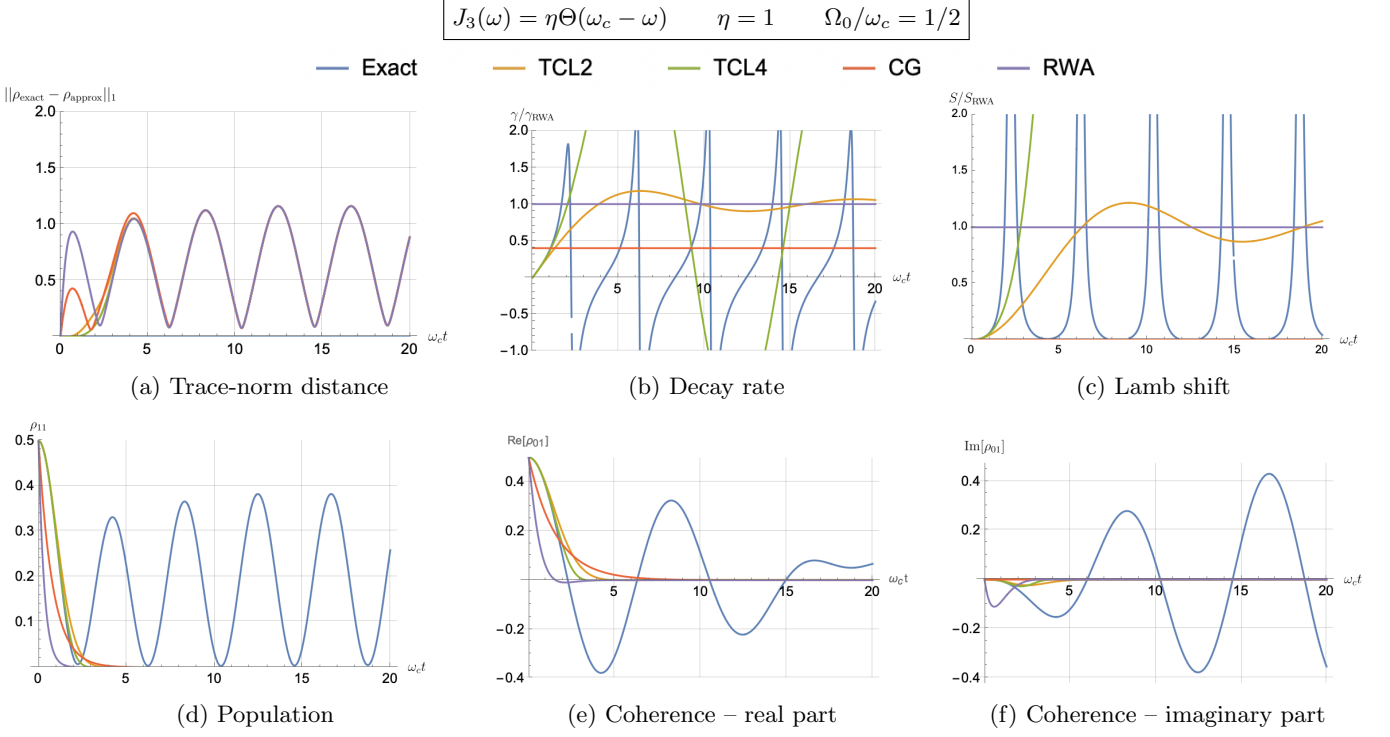 J₃(ω) = ηΘ(ω_c − ω)  η = 1  Ω₀/ω_c = 1/2
Exact TCL2 TCL4 CG RWA
||ρ_exact − ρ_approx||₁
2.0
1.5
1.0
0.5
0 5 10 15 20
ω_c t
(a) Trace-norm distance
γ/γ_RWA
2.0
1.5
1.0
0.5
5 10 15 20
ω_c t
−0.5
−1.0
(b) Decay rate
S/S_RWA
2.0
1.5
1.0
0.5
0 5 10 15 20
ω_c t
(c) Lamb shift
ρ₁₁
0.5
0.4
0.3
0.2
0.1
0 5 10 15 20
ω_c t
(d) Population
Re[ρ₀₁]
0.4
0.2
5 10 15 20
ω_c t
−0.2
−0.4
(e) Coherence – real part
Im[ρ₀₁]
0.4
0.2
5 10 15 20
ω_c t
−0.2
−0.4
(f) Coherence – imaginary part